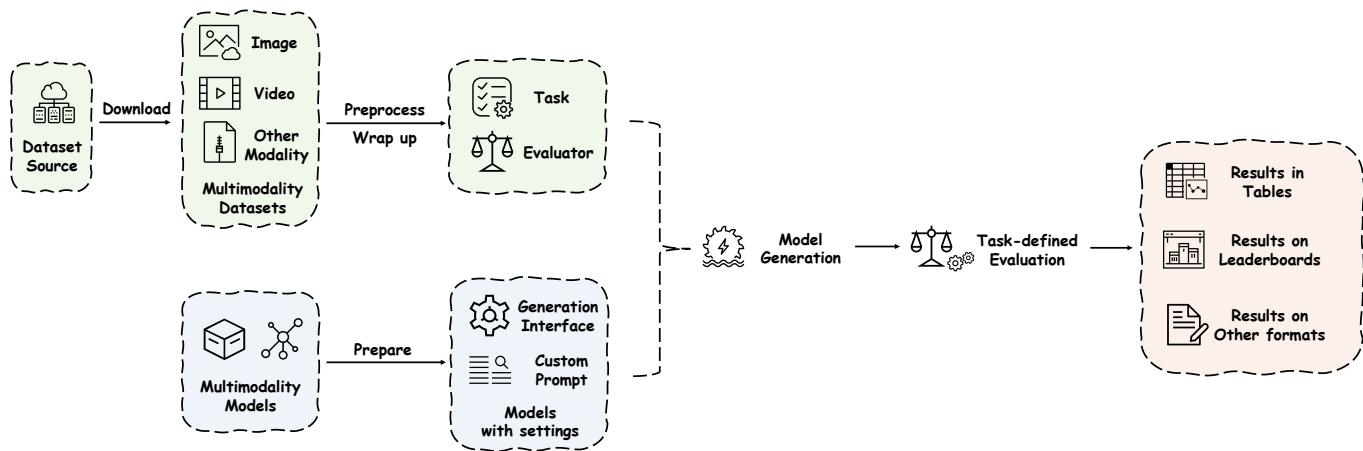 Dataset
Source
Download
Image
Video
Other
Modality
Multimodality
Datasets
Preprocess
Wrap up
Task
Evaluator
Multimodality
Models
Prepare
Generation
Interface
Custom
Prompt
Models
with settings
Model
Generation
Task-defined
Evaluation
Results in
Tables
Results on
Leaderboards
Results on
Other formats